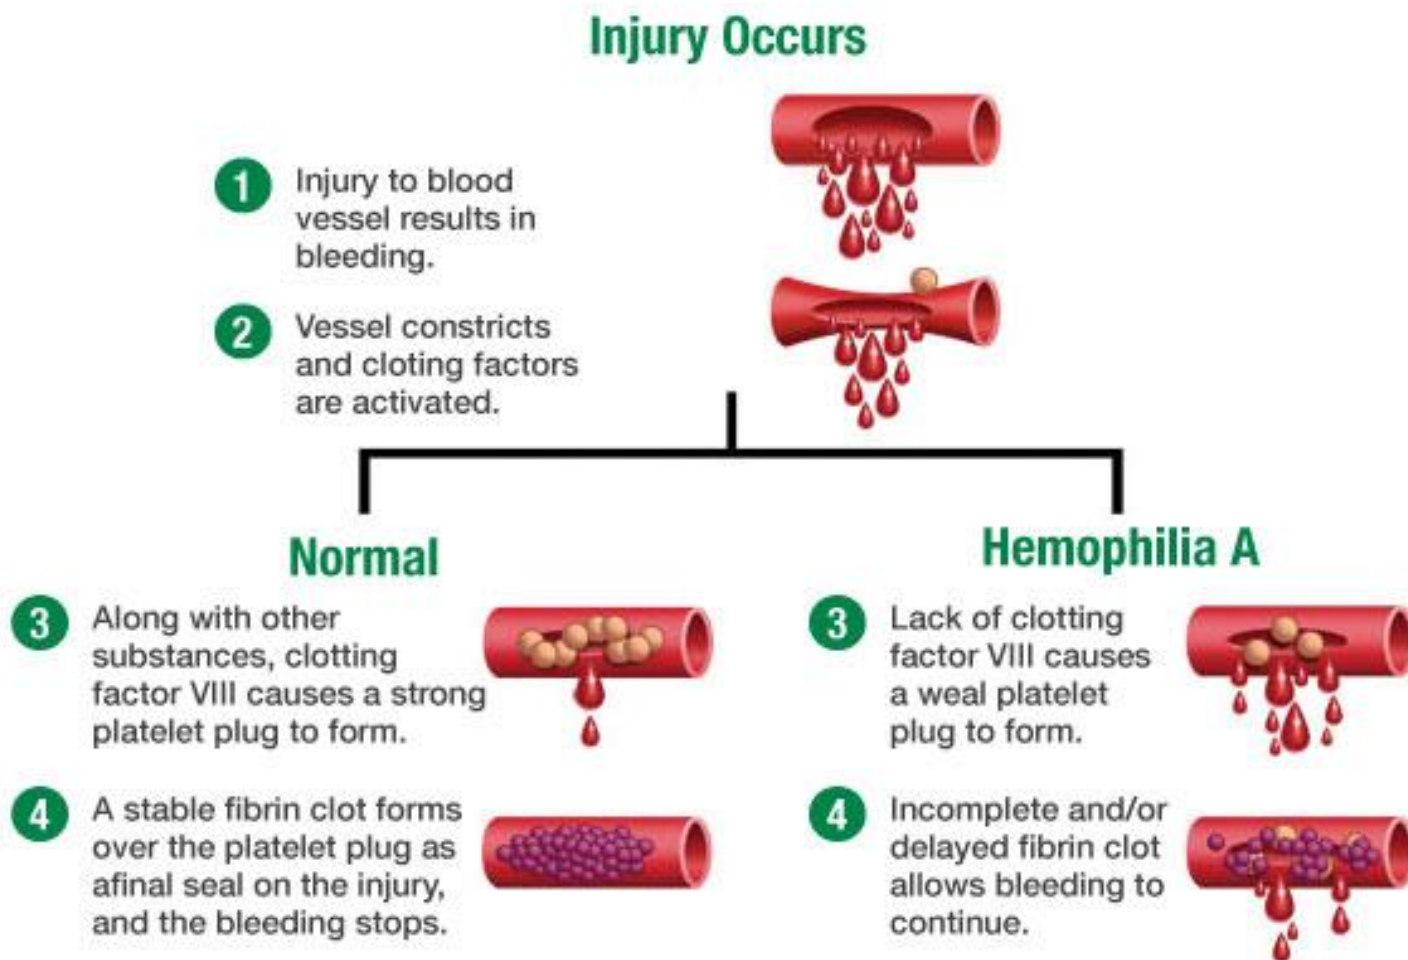 Injury Occurs
1
Injury to blood
vessel results in
bleeding.
2
Vessel constricts
and cloting factors
are activated.
Normal
3
Along with other
substances, clotting
factor VIII causes a strong
platelet plug to form.
4
A stable fibrin clot forms
over the platelet plug as
afinal seal on the injury,
and the bleeding stops.
Hemophilia A
3
Lack of clotting
factor VIII causes
a weal platelet
plug to form.
4
Incomplete and/or
delayed fibrin clot
allows bleeding to
continue.